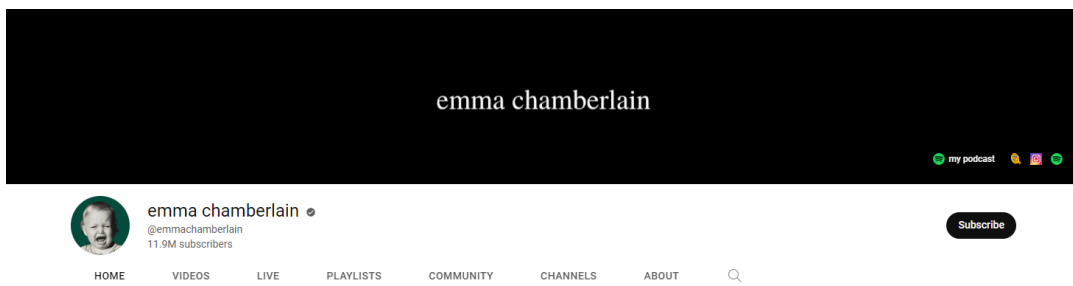 emma chamberlain
my podcast
emma chamberlain
@emmachamberlain
11.9M subscribers
Subscribe
HOME VIDEOS LIVE PLAYLISTS COMMUNITY CHANNELS ABOUT